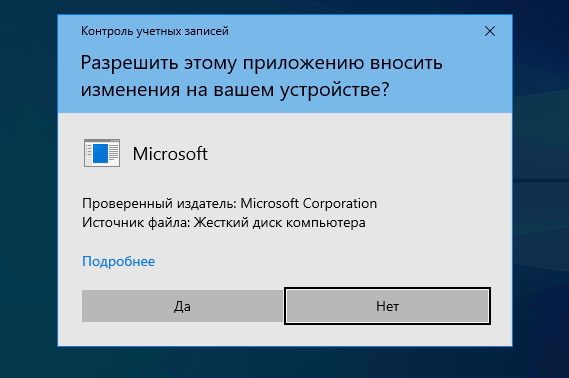 Контроль учетных записей
Разрешить этому приложению вносить
изменения на вашем устройстве?
Microsoft
Проверенный издатель: Microsoft Corporation
Источник файла: Жесткий диск компьютера
Подробнее
Да
Нет